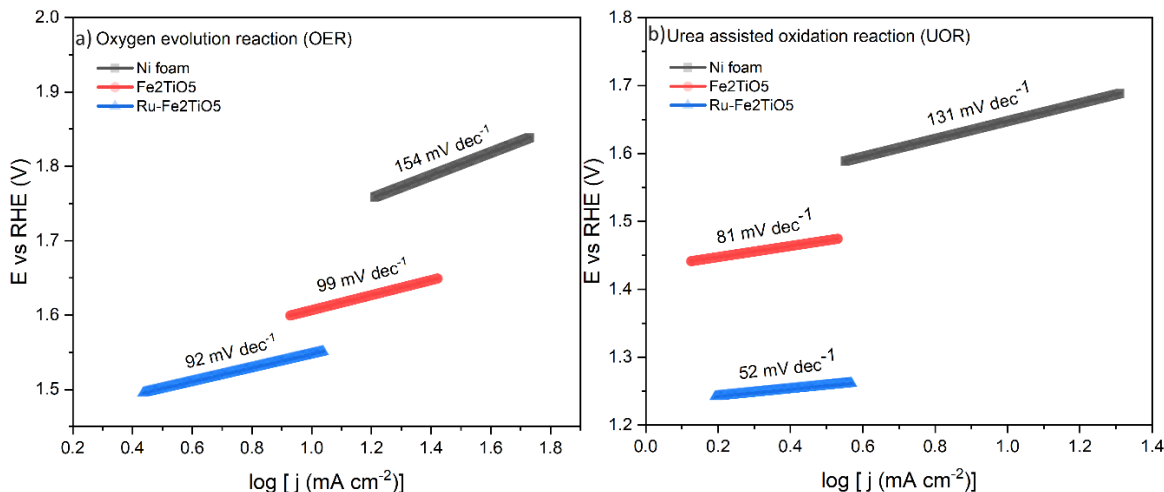 a) Oxygen evolution reaction (OER)
Ni foam
Fe2TiO5
Ru-Fe2TiO5
154 mV dec⁻¹
99 mV dec⁻¹
92 mV dec⁻¹
E vs RHE (V)
2.0
1.9
1.8
1.7
1.6
1.5
0.2 0.4 0.6 0.8 1.0 1.2 1.4 1.6 1.8
log [ j (mA cm⁻²)]
b) Urea assisted oxidation reaction (UOR)
Ni foam
Fe2TiO5
Ru-Fe2TiO5
131 mV dec⁻¹
81 mV dec⁻¹
52 mV dec⁻¹
E vs RHE (V)
1.8
1.7
1.6
1.5
1.4
1.3
1.2
0.0 0.2 0.4 0.6 0.8 1.0 1.2 1.4
log [ j (mA cm⁻²)]